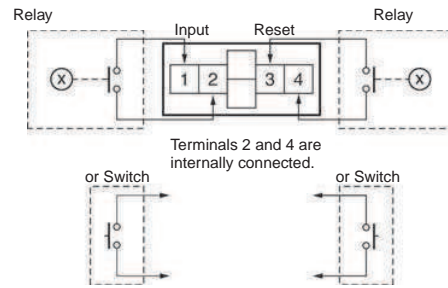 Relay
Relay
Input
Reset
X
1 2 3 4
X
Terminals 2 and 4 are
internally connected.
or Switch
or Switch